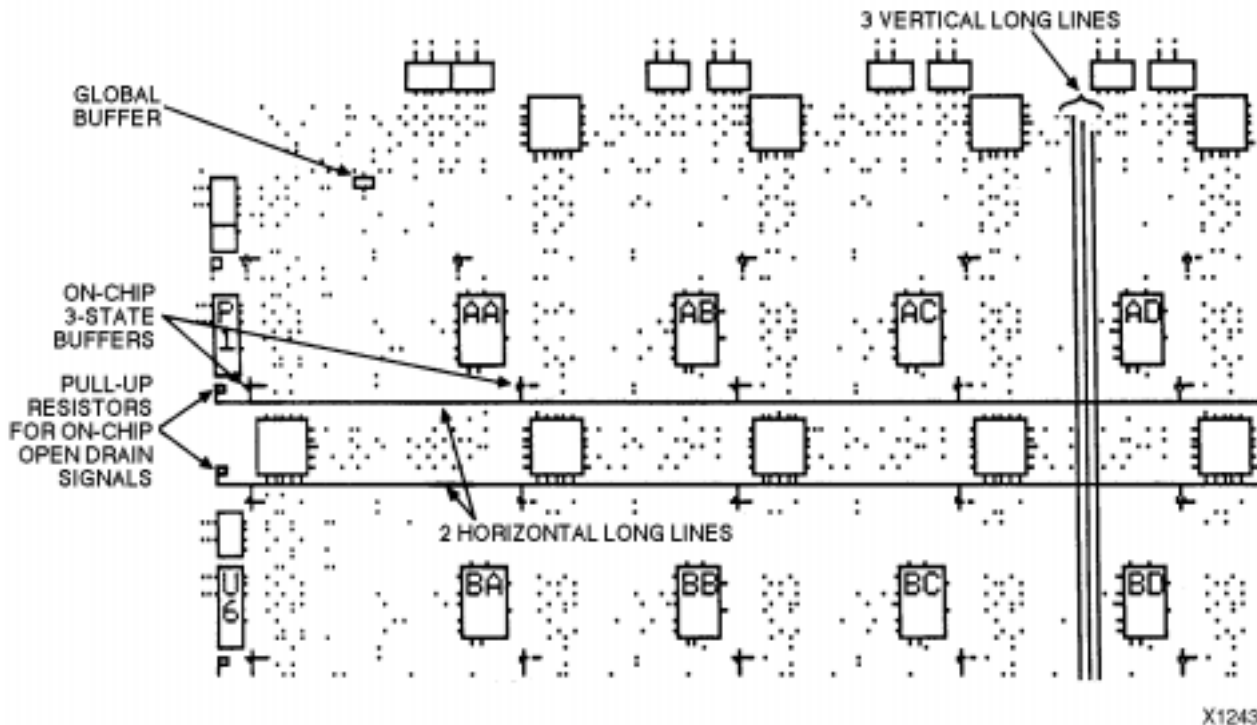 3 VERTICAL LONG LINES
GLOBAL
BUFFER
ON-CHIP
3-STATE
BUFFERS
P
1
AA
AB
AC
AD
PULL-UP
RESISTORS
FOR ON-CHIP
OPEN DRAIN
SIGNALS
2 HORIZONTAL LONG LINES
U
6
BA
BB
BC
BD
X1243